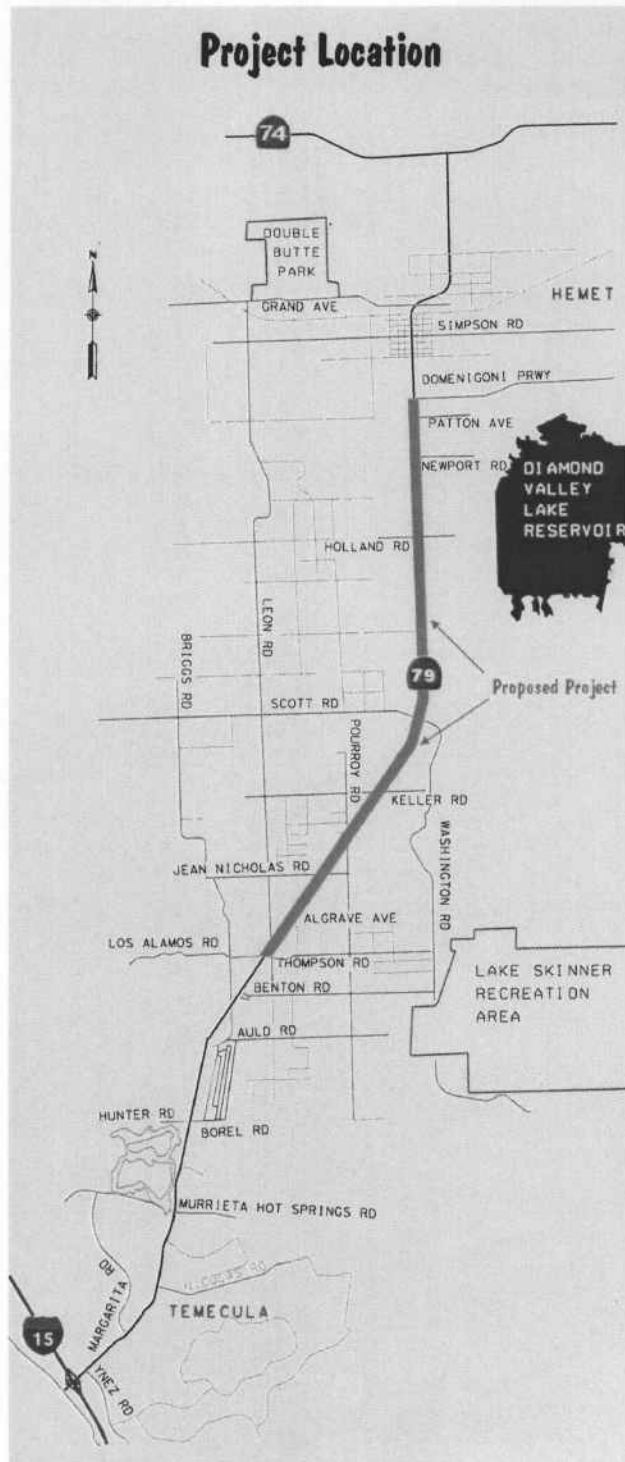 Project Location
74
DOUBLE
BUTTE
PARK
N
GRAND AVE
HEMET
SIMPSON RD
DOMENIGONI PRWY
PATTON AVE
NEWPORT RD
DIAMOND
VALLEY
LAKE
RESERVOIR
HOLLAND RD
LEON RD
BRIGGS RD
79
Proposed Project
SCOTT RD
POURROY RD
KELLER RD
WASHINGTON RD
JEAN NICHOLAS RD
ALGRAVE AVE
LOS ALAMOS RD
THOMPSON RD
LAKE SKINNER
RECREATION
AREA
BENTON RD
AULD RD
HUNTER RD
BOREL RD
MURRIETA HOT SPRINGS RD
NICOLAS RD
MARGARITA RD
TEMECULA
15
YNEZ RD